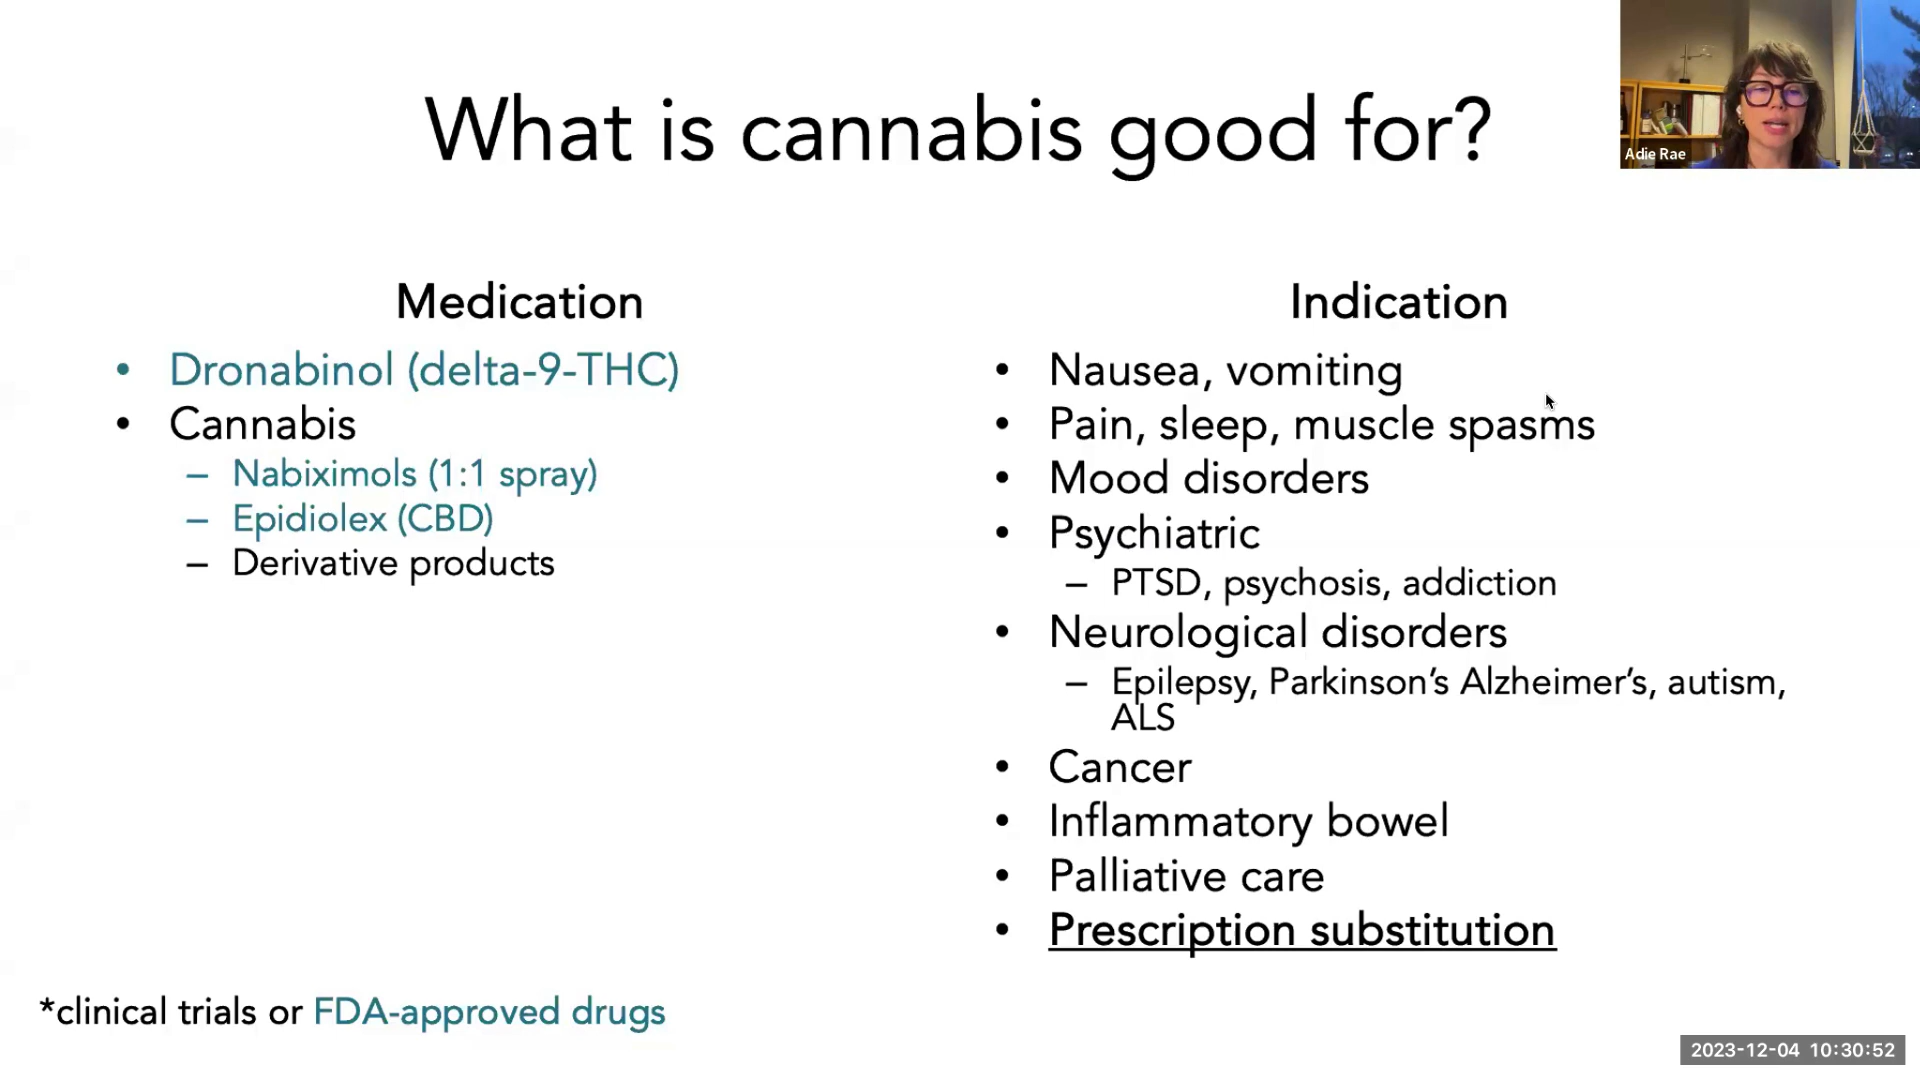 What is cannabis good for?
Adie Rae
Medication
• Dronabinol (delta-9-THC)
• Cannabis
– Nabiximols (1:1 spray)
– Epidiolex (CBD)
– Derivative products
Indication
• Nausea, vomiting
• Pain, sleep, muscle spasms
• Mood disorders
• Psychiatric
– PTSD, psychosis, addiction
• Neurological disorders
– Epilepsy, Parkinson’s Alzheimer’s, autism,
ALS
• Cancer
• Inflammatory bowel
• Palliative care
• Prescription substitution
*clinical trials or FDA-approved drugs
2023-12-04 10:30:52